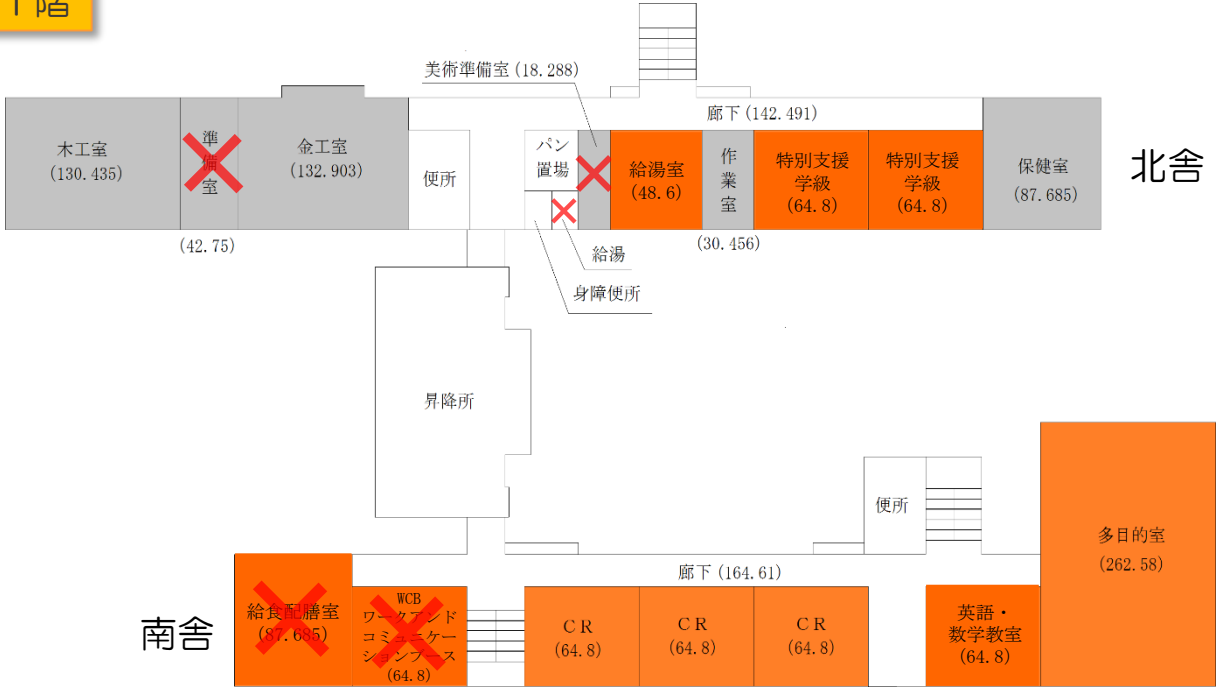 1階
美術準備室(18.288)
廊下(142.491)
木工室
(130.435)
準
備
室
(42.75)
金工室
(132.903)
便所
パン
置場
給湯室
(48.6)
作
業
室
(30.456)
特別支援
学級
(64.8)
特別支援
学級
(64.8)
保健室
(87.685)
北舎
給湯
身障便所
昇降所
便所
多目的室
(262.58)
廊下(164.61)
南舎
給食配膳室
(87.685)
WCB
ワークアンド
コミュニケー
ションブース
(64.8)
CR
(64.8)
CR
(64.8)
CR
(64.8)
英語・
数学教室
(64.8)